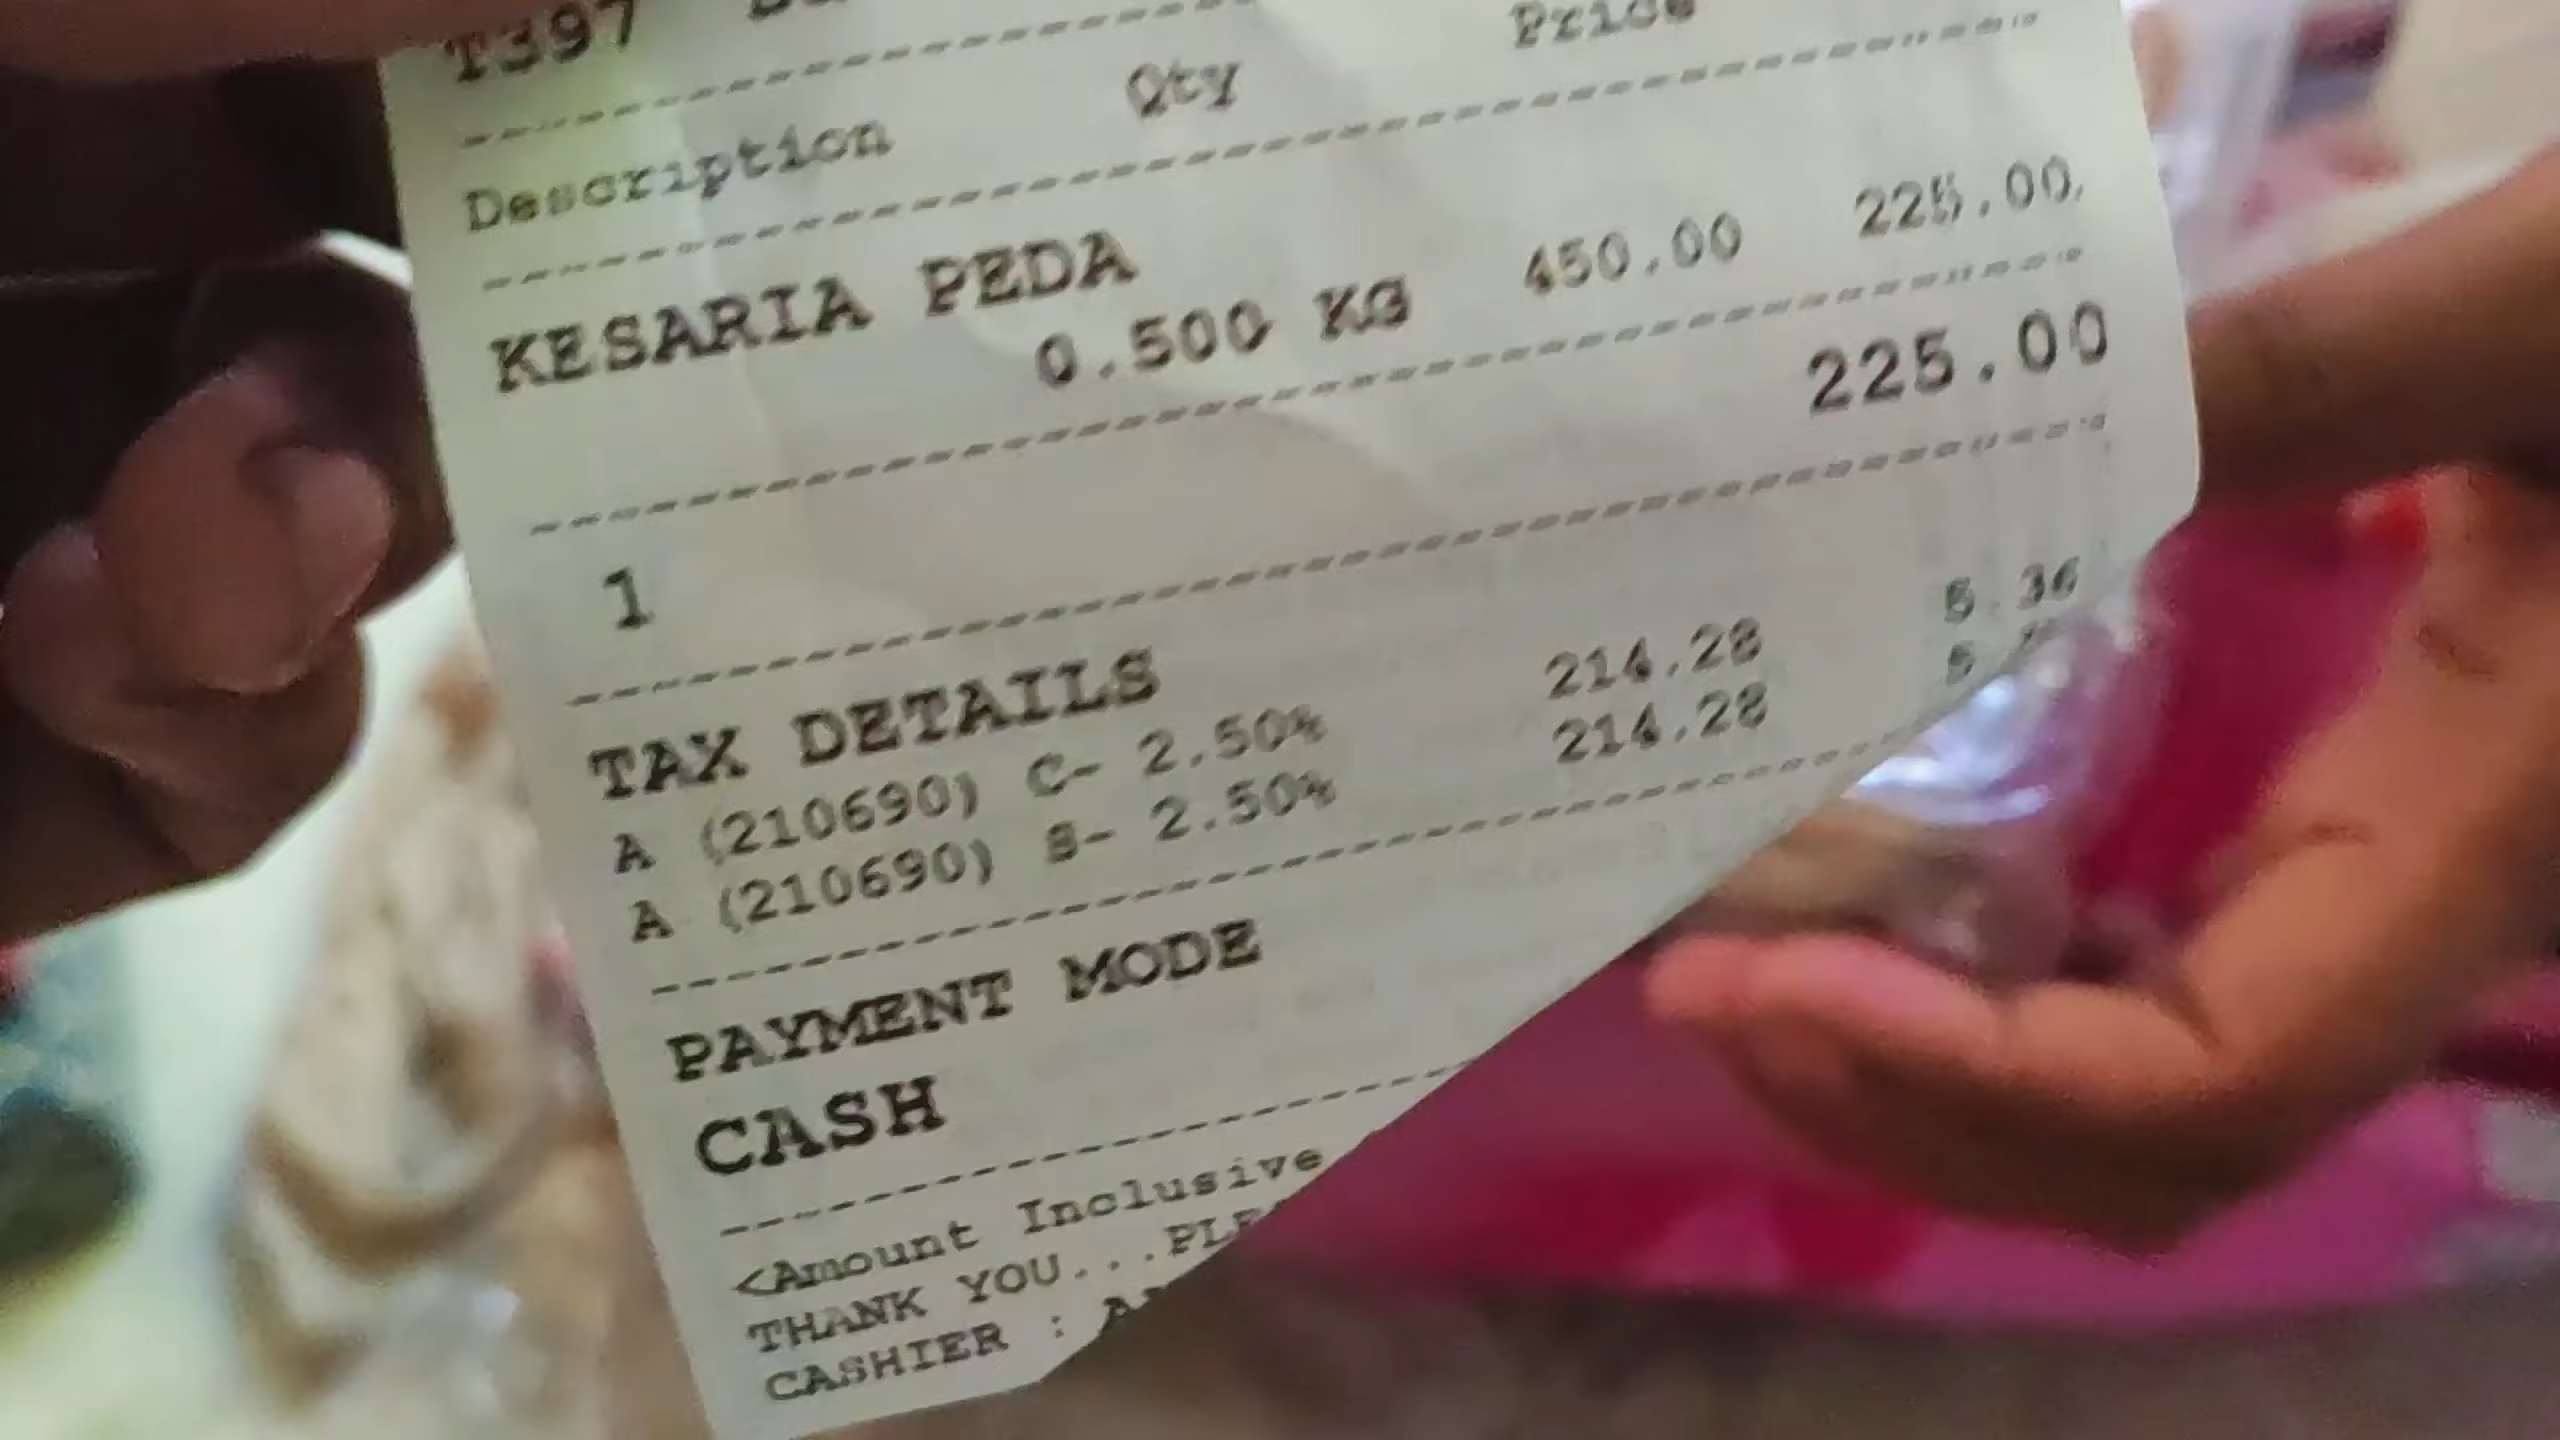 T397
Description Qty Price
KESARIA PEDA
0.500 KG 450.00 225.00
1 225.00
TAX DETAILS
A (210690) C- 2.50% 214.28 5.36
A (210690) S- 2.50% 214.28
PAYMENT MODE
CASH
<Amount Inclusive
THANK YOU...
CASHIER :